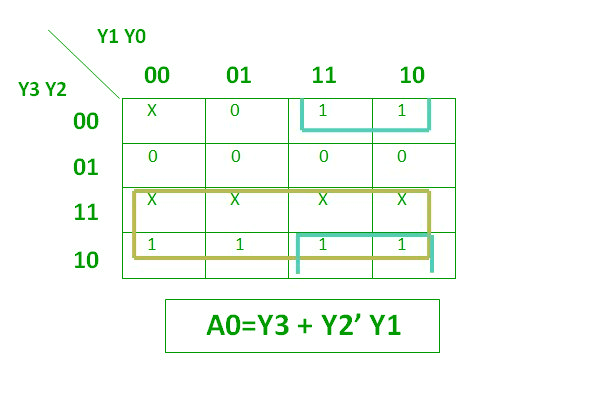 Y1 Y0
Y3 Y2
00 01 11 10
00 X 0 1 1
01 0 0 0 0
11 X X X X
10 1 1 1 1
A0=Y3 + Y2’ Y1